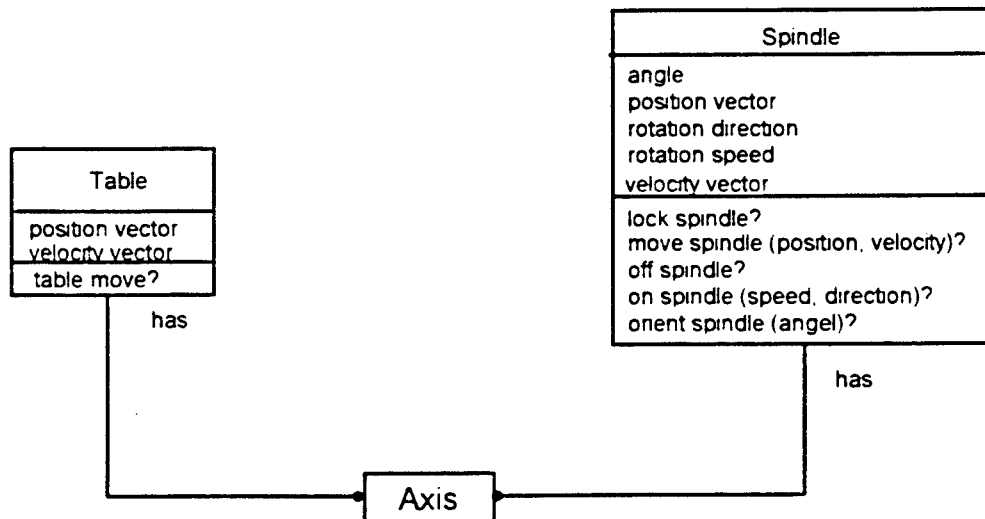 Spindle
angle
position vector
rotation direction
rotation speed
velocity vector
lock spindle?
move spindle (position, velocity)?
off spindle?
on spindle (speed, direction)?
orient spindle (angel)?
has
Table
position vector
velocity vector
table move?
has
Axis